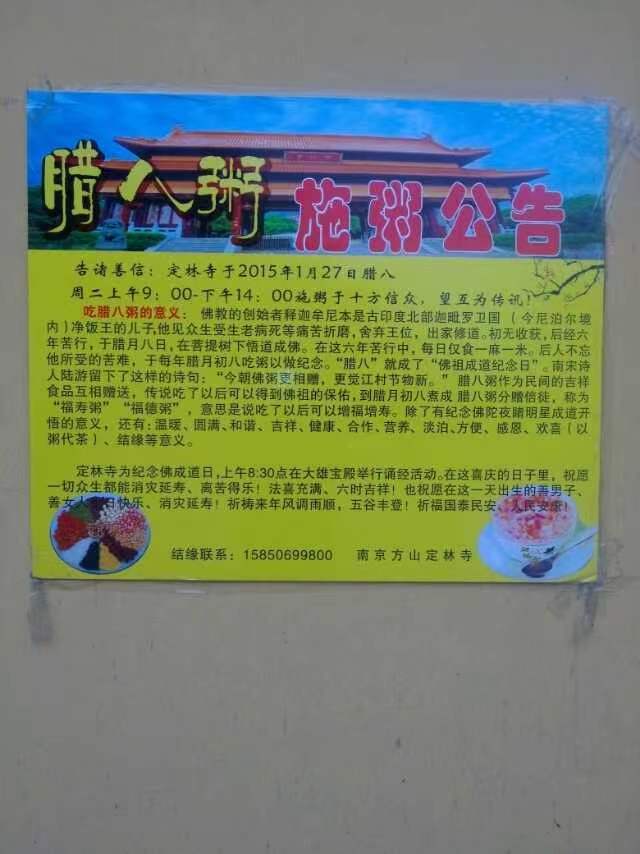 腊八粥 施粥公告
告诸善信：定林寺于2015年1月27日腊八
周二上午9：00-下午14：00施粥于十方信众，望互为传讯！
吃腊八粥的意义： 佛教的创始者释迦牟尼本是古印度北部迦毗罗卫国 （今尼泊尔境
内）净饭王的儿子,他见众生受生老病死等痛苦折磨，舍弃王位，出家修道。初无收获，后经六
年苦行，于腊月八日，在菩提树下悟道成佛。在这六年苦行中，每日仅食一麻一米。后人不忘
他所受的苦难，于每年腊月初八吃粥以做纪念。“腊八”就成了“佛祖成道纪念日”。南宋诗
人陆游留下了这样的诗句：“今朝佛粥更相赠，更觉江村节物新。” 腊八粥作为民间的吉祥
食品互相赠送，传说吃了以后可以得到佛祖的保佑，到腊月初八煮成 腊八粥分赠信徒，称为
“福寿粥”“福德粥”，意思是说吃了以后可以增福增寿。除了有纪念佛陀夜睹明星成道开
悟的意义，还有:温暖、圆满、和谐、吉祥、健康、合作、营养、淡泊、方便、感恩、欢喜（以
粥代茶）、结缘等意义。
定林寺为纪念佛成道日,上午8:30点在大雄宝殿举行诵经活动。在这喜庆的日子里，祝愿
一切众生都能消灾延寿、离苦得乐！法喜充满、六时吉祥！也祝愿在这一天出生的善男子、
善女人 日快乐、消灾延寿！祈祷来年风调雨顺，五谷丰登！祈福国泰民安、人民安康！
结缘联系：15850699800 南京方山定林寺